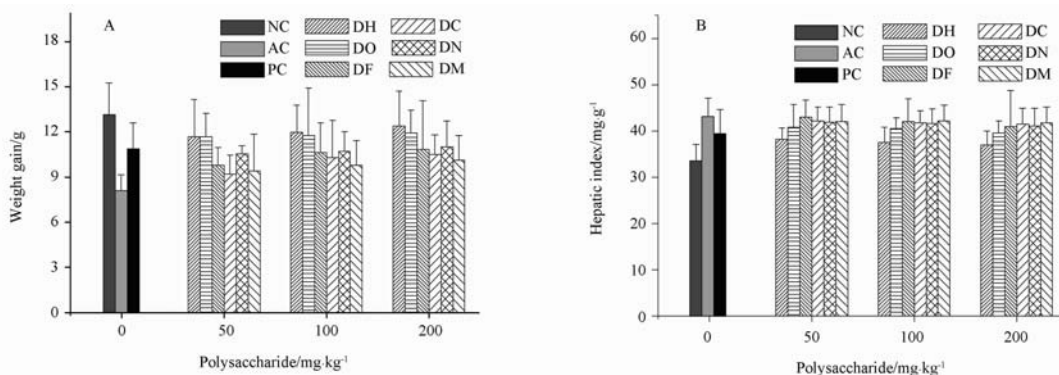 A
B
NC DH DC
AC DO DN
PC DF DM
18
15
12
9
6
3
0
Weight gain/g
0 50 100 200
Polysaccharide/mg·kg⁻¹
NC DH DC
AC DO DN
PC DF DM
60
50
40
30
20
10
0
Hepatic index/mg·g⁻¹
0 50 100 200
Polysaccharide/mg·kg⁻¹